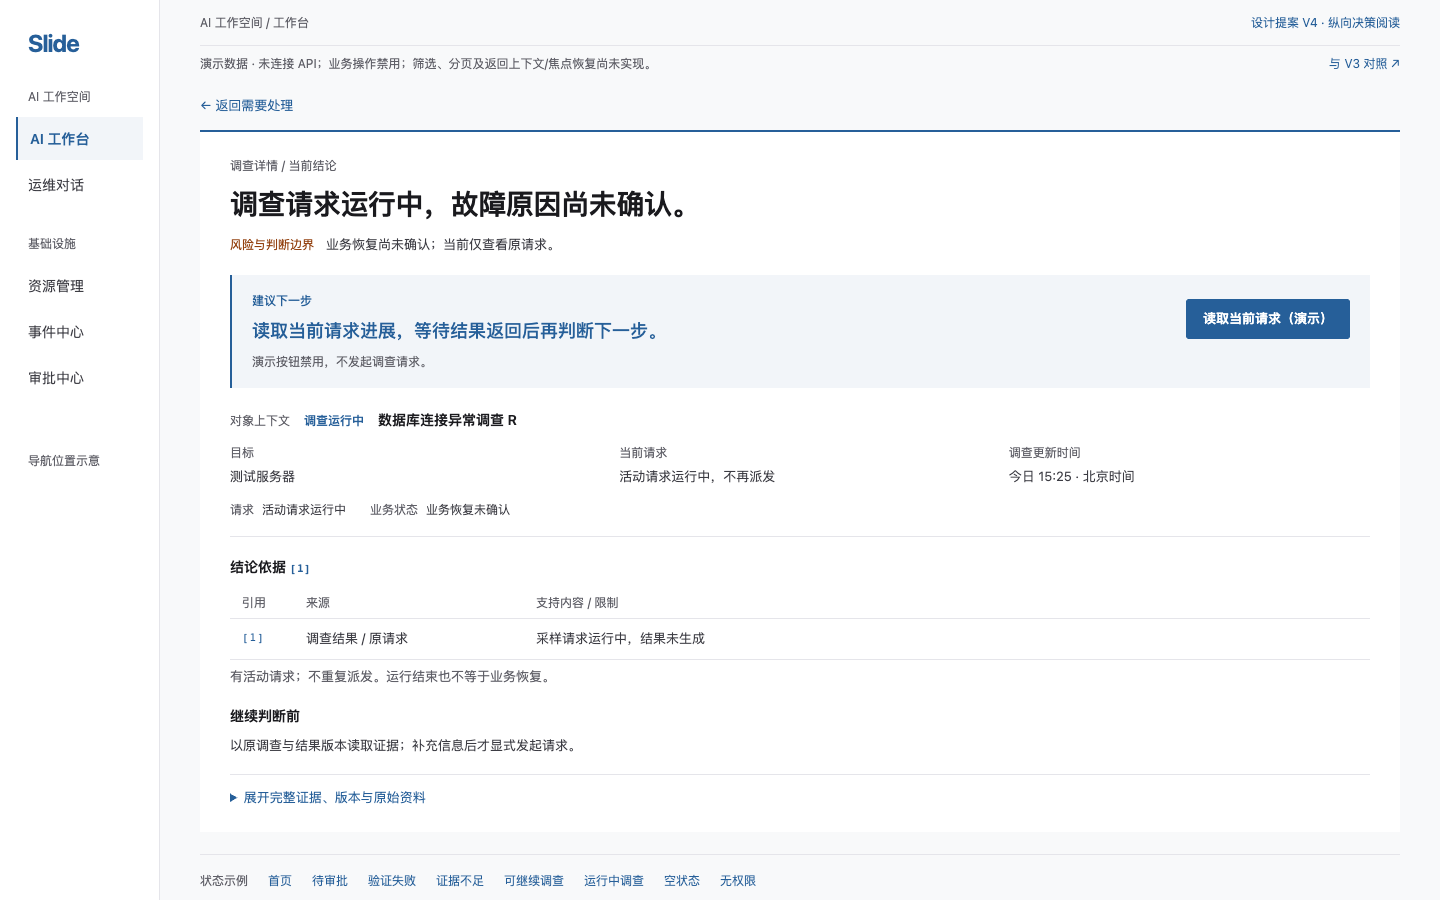 Slide
AI 工作空间
AI 工作台
运维对话
基础设施
资源管理
事件中心
审批中心
导航位置示意
AI 工作空间 / 工作台
设计提案 V4 · 纵向决策阅读
演示数据 · 未连接 API；业务操作禁用；筛选、分页及返回上下文/焦点恢复尚未实现。
与 V3 对照 ↗
← 返回需要处理
调查详情 / 当前结论
调查请求运行中，故障原因尚未确认。
风险与判断边界 业务恢复尚未确认；当前仅查看原请求。
建议下一步
读取当前请求进展，等待结果返回后再判断下一步。
演示按钮禁用，不发起调查请求。
读取当前请求（演示）
对象上下文 调查运行中 数据库连接异常调查 R
目标 当前请求 调查更新时间
测试服务器 活动请求运行中，不再派发 今日 15:25 · 北京时间
请求 活动请求运行中 业务状态 业务恢复未确认
结论依据 [1]
引用 来源 支持内容 / 限制
[1] 调查结果 / 原请求 采样请求运行中，结果未生成
有活动请求；不重复派发。运行结束也不等于业务恢复。
继续判断前
以原调查与结果版本读取证据；补充信息后才显式发起请求。
▶ 展开完整证据、版本与原始资料
状态示例 首页 待审批 验证失败 证据不足 可继续调查 运行中调查 空状态 无权限